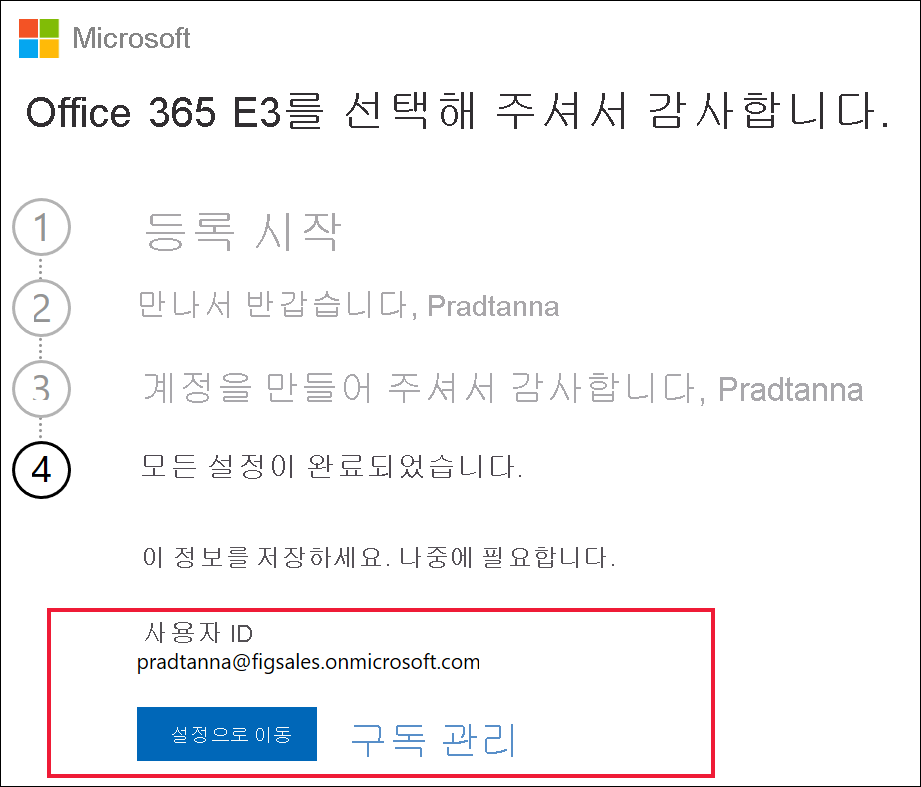 Microsoft
Office 365 E3를 선택해 주셔서 감사합니다.
1
등록 시작
2
만나서 반갑습니다, Pradtanna
3
계정을 만들어 주셔서 감사합니다, Pradtanna
4
모든 설정이 완료되었습니다.
이 정보를 저장하세요. 나중에 필요합니다.
사용자 ID
pradtanna@figsales.onmicrosoft.com
설정으로 이동
구독 관리